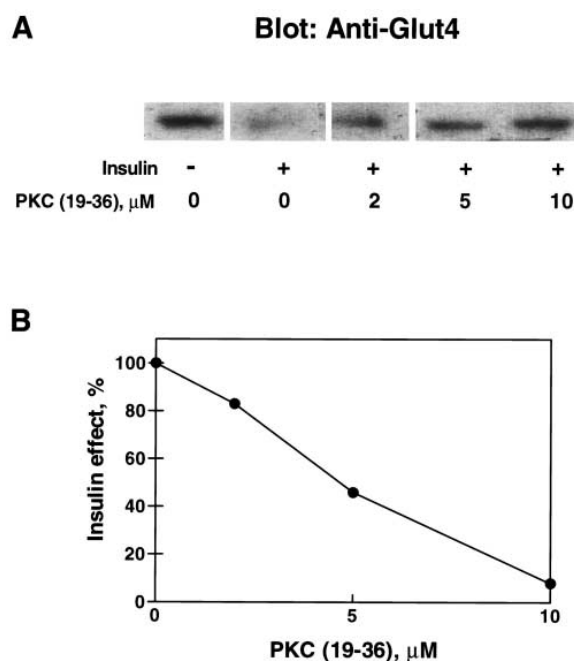 A
Blot: Anti-Glut4
Insulin - + + + +
PKC (19-36), μM 0 0 2 5 10
B
Insulin effect, %
100
80
60
40
20
0
0 5 10
PKC (19-36), μM